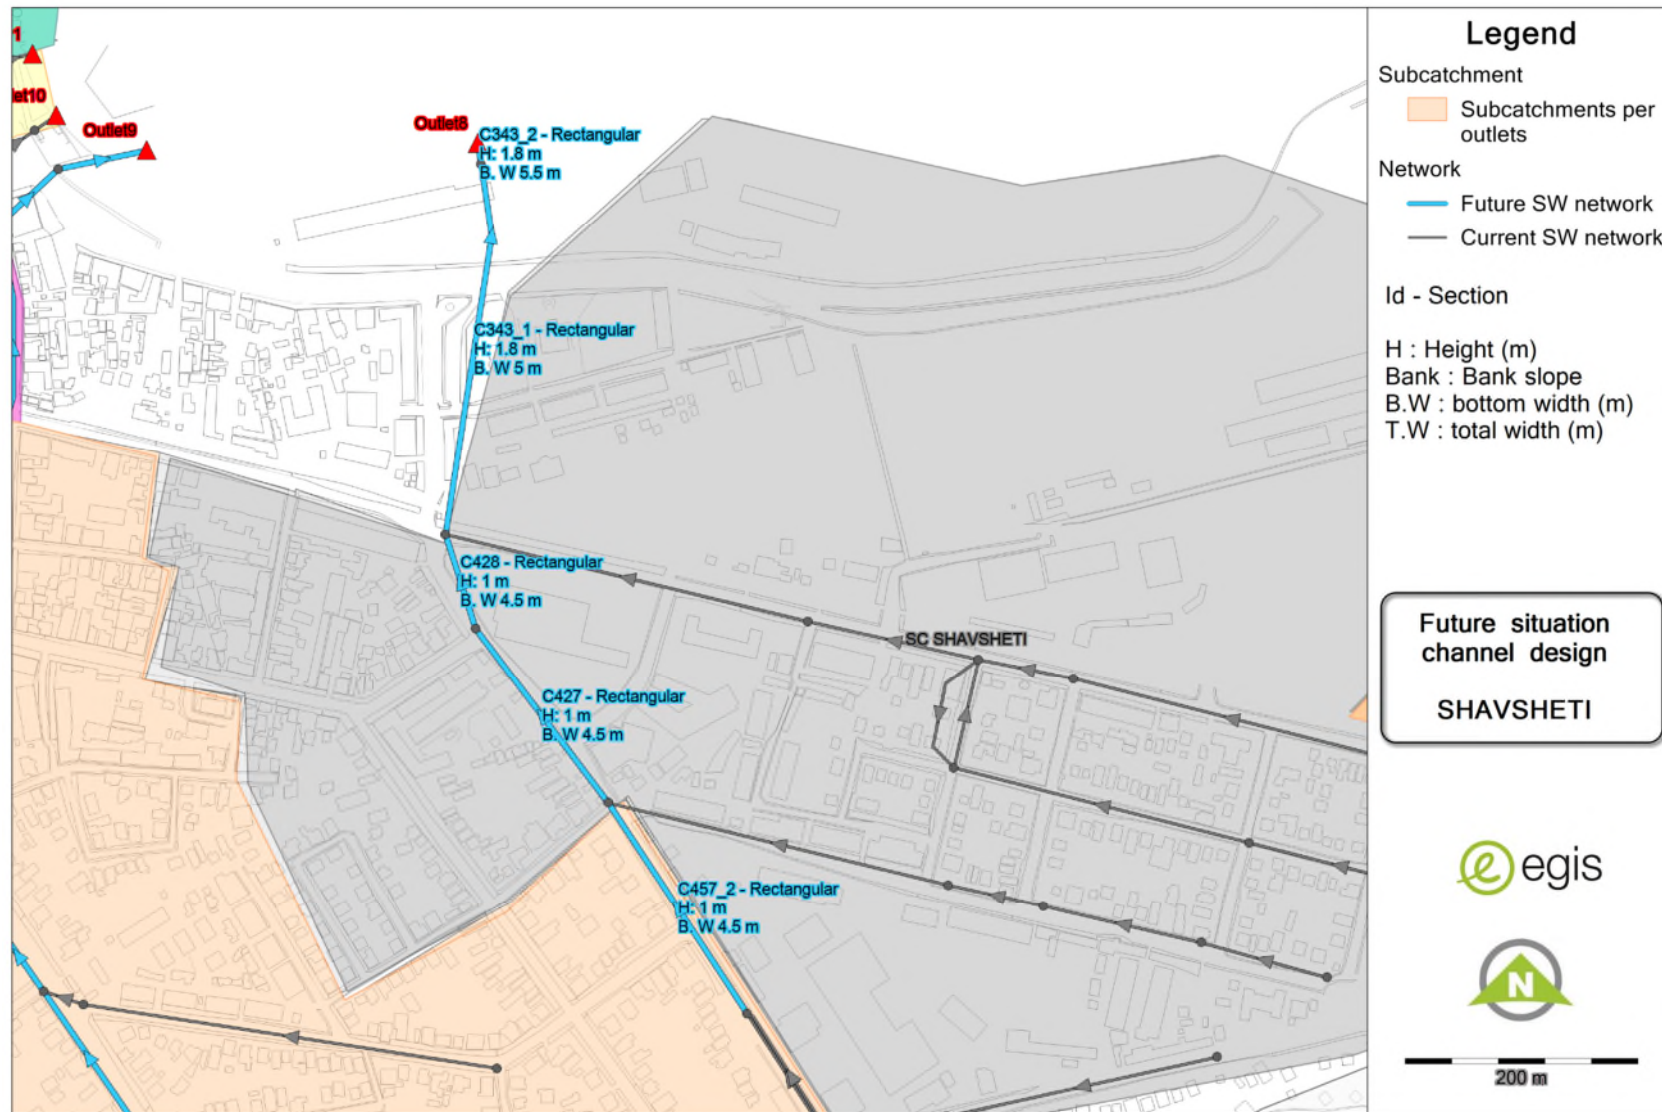 1
let10
Outlet9
Outlet8
C343_2 - Rectangular
H: 1.8 m
B. W 5.5 m
C343_1 - Rectangular
H: 1.8 m
B. W 5 m
C428 - Rectangular
H: 1 m
B. W 4.5 m
SC SHAVSHETI
C427 - Rectangular
H: 1 m
B. W 4.5 m
C457_2 - Rectangular
H: 1 m
B. W 4.5 m
Legend
Subcatchment
Subcatchments per
outlets
Network
Future SW network
Current SW network
Id - Section
H : Height (m)
Bank : Bank slope
B.W : bottom width (m)
T.W : total width (m)
Future situation
channel design
SHAVSHETI
egis
N
200 m